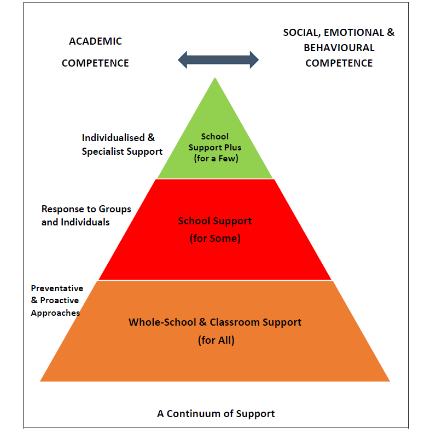 ACADEMIC
COMPETENCE
SOCIAL, EMOTIONAL &
BEHAVIOURAL
COMPETENCE
Individualised &
Specialist Support
School
Support Plus
(for a Few)
Response to Groups
and Individuals
School Support
(for Some)
Preventative
& Proactive
Approaches
Whole-School & Classroom Support
(for All)
A Continuum of Support